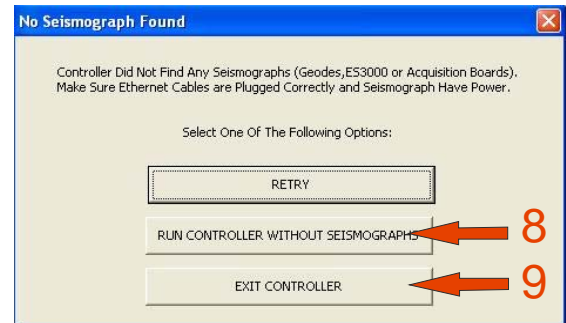 No Seismograph Found
Controller Did Not Find Any Seismographs (Geodes,ES3000 or Acquisition Boards).
Make Sure Ethernet Cables are Plugged Correctly and Seismograph Have Power.
Select One Of The Following Options:
RETRY
RUN CONTROLLER WITHOUT SEISMOGRAPHS 8
EXIT CONTROLLER 9